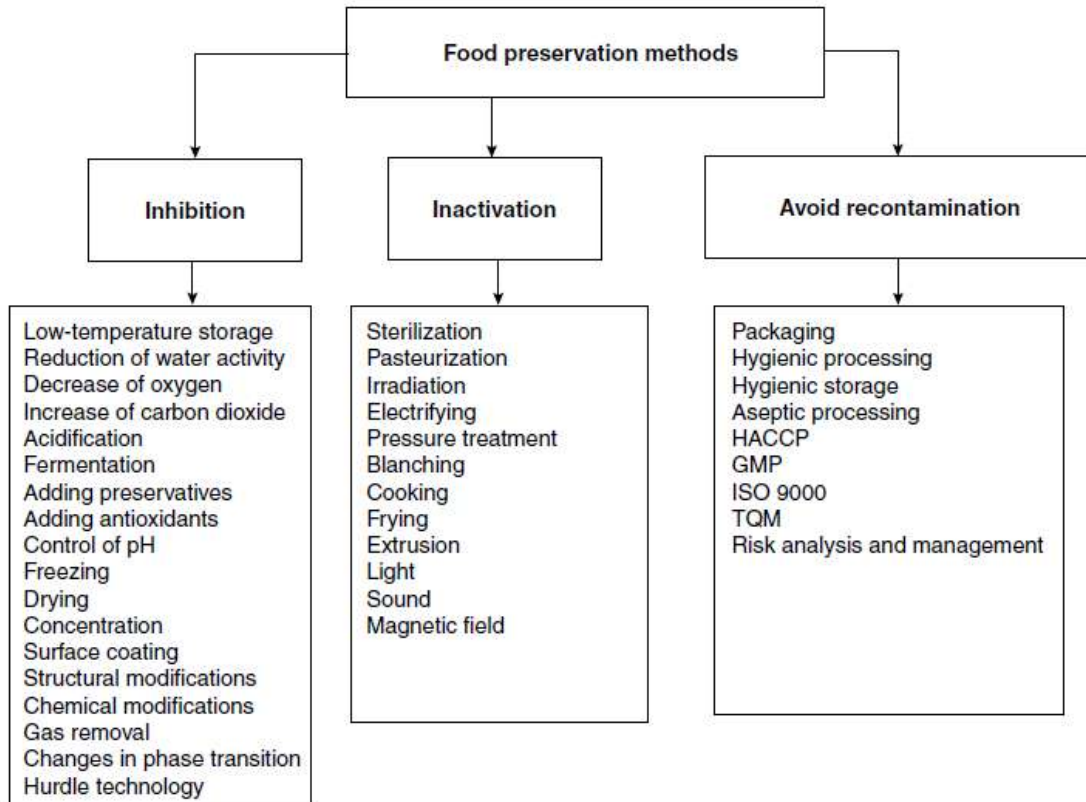 Food preservation methods
Inhibition
Inactivation
Avoid recontamination
Low-temperature storage
Reduction of water activity
Decrease of oxygen
Increase of carbon dioxide
Acidification
Fermentation
Adding preservatives
Adding antioxidants
Control of pH
Freezing
Drying
Concentration
Surface coating
Structural modifications
Chemical modifications
Gas removal
Changes in phase transition
Hurdle technology
Sterilization
Pasteurization
Irradiation
Electrifying
Pressure treatment
Blanching
Cooking
Frying
Extrusion
Light
Sound
Magnetic field
Packaging
Hygienic processing
Hygienic storage
Aseptic processing
HACCP
GMP
ISO 9000
TQM
Risk analysis and management